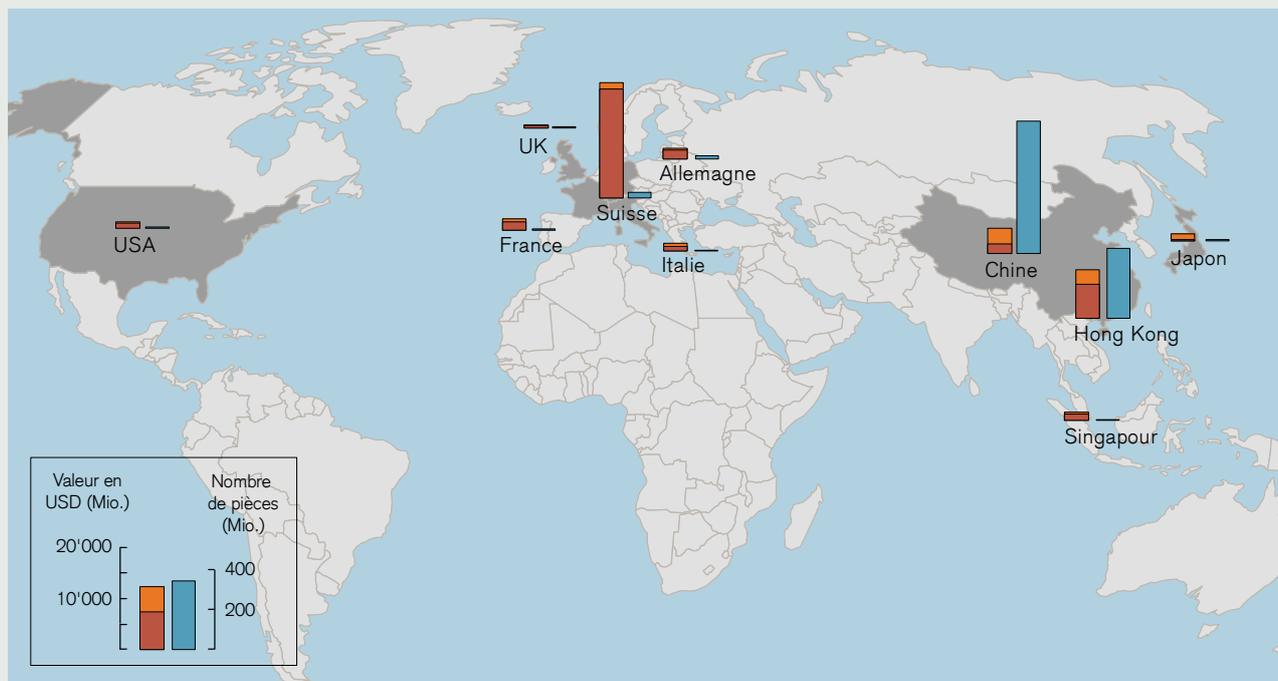 UK
Allemagne
Suisse
USA
France
Italie
Chine
Japon
Hong Kong
Singapour
Valeur en
USD (Mio.)
Nombre
de pièces
(Mio.)
20'000
10'000
400
200